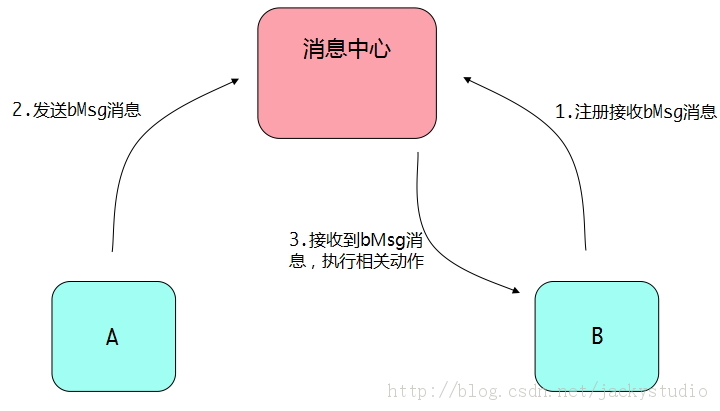 消息中心
2.发送bMsg消息
1.注册接收bMsg消息
3.接收到bMsg消
息，执行相关动作
A
B
http://blog.csdn.net/jackystudio